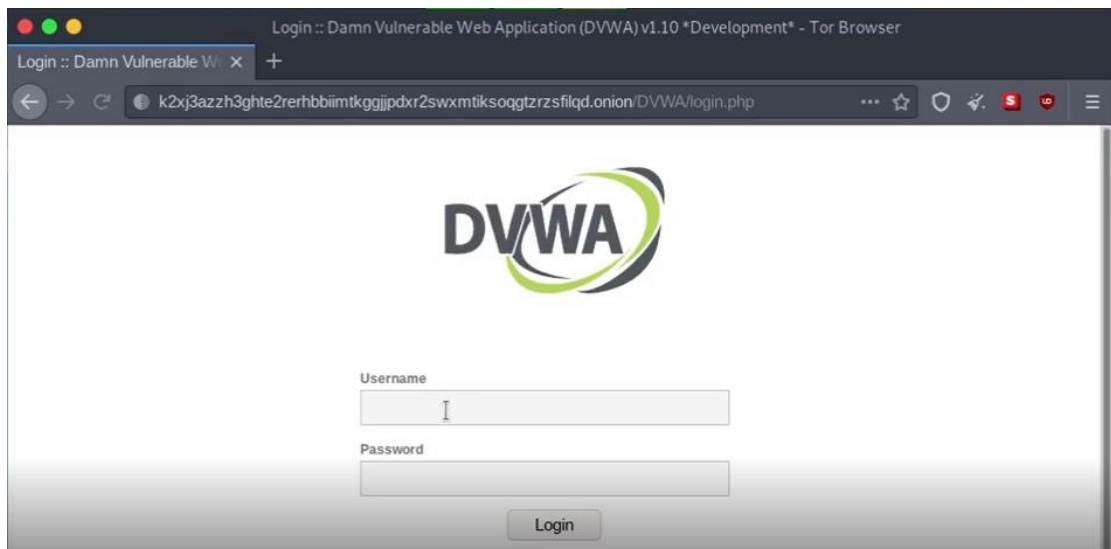 Login :: Damn Vulnerable Web Application (DVWA) v1.10 *Development* - Tor Browser
Login :: Damn Vulnerable W
k2xj3azzh3ghte2rerhbbiimtkggjjpdxr2swxmtiksoqgtzrzsfilqd.onion/DVWA/login.php
DVWA
Username
Password
Login